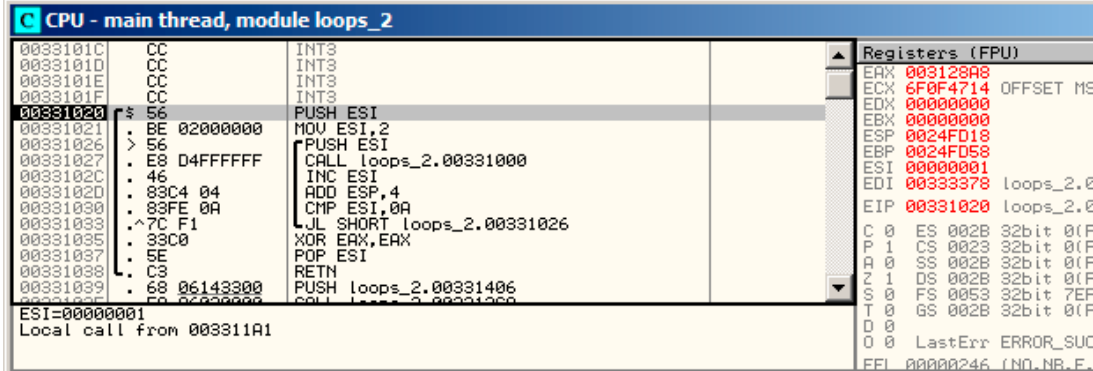 C CPU - main thread, module loops_2
0033101C CC INT3
0033101D CC INT3
0033101E CC INT3
0033101F CC INT3
00331020 $ 56 PUSH ESI
00331021 . BE 02000000 MOV ESI,2
00331026 > 56 PUSH ESI
00331027 . E8 D4FFFFFF CALL loops_2.00331000
0033102C . 46 INC ESI
0033102D . 83C4 04 ADD ESP,4
00331030 . 83FE 0A CMP ESI,0A
00331033 .^7C F1 JL SHORT loops_2.00331026
00331035 . 33C0 XOR EAX,EAX
00331037 . 5E POP ESI
00331038 . C3 RETN
00331039 . 68 06143300 PUSH loops_2.00331406
ESI=00000001
Local call from 003311A1
Registers (FPU)
EAX 003128A8
ECX 6F0F4714 OFFSET MS
EDX 00000000
EBX 00000000
ESP 0024FD18
EBP 0024FD58
ESI 00000001
EDI 00333378 loops_2.0
EIP 00331020 loops_2.0
C 0 ES 002B 32bit 0(F
P 1 CS 0023 32bit 0(F
A 0 SS 002B 32bit 0(F
Z 1 DS 002B 32bit 0(F
S 0 FS 0053 32bit 7EF
T 0 GS 002B 32bit 0(F
D 0
O 0 LastErr ERROR_SUC
EFL 00000246 (NO,NB,E,